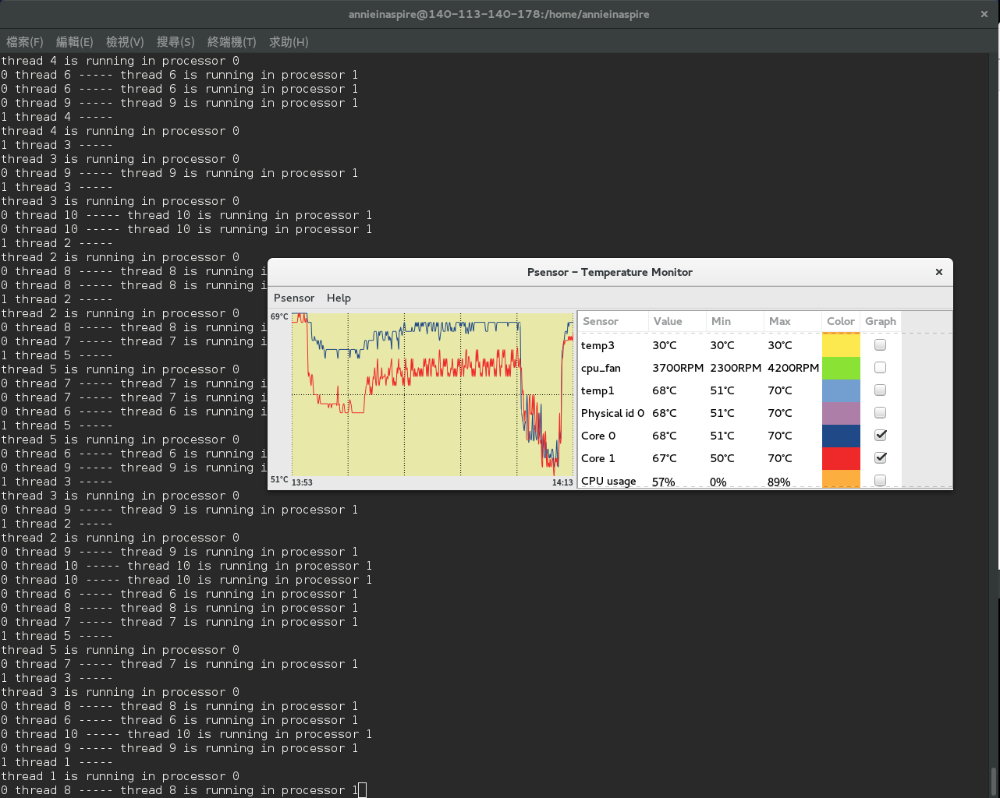 annieinaspire@140-113-140-178:/home/annieinaspire
檔案(F) 編輯(E) 檢視(V) 搜尋(S) 終端機(T) 求助(H)
thread 4 is running in processor 0
0 thread 6 ----- thread 6 is running in processor 1
0 thread 6 ----- thread 6 is running in processor 1
0 thread 9 ----- thread 9 is running in processor 1
1 thread 4 -----
thread 4 is running in processor 0
1 thread 3 -----
thread 3 is running in processor 0
0 thread 9 ----- thread 9 is running in processor 1
1 thread 3 -----
thread 3 is running in processor 0
0 thread 10 ----- thread 10 is running in processor 1
0 thread 10 ----- thread 10 is running in processor 1
1 thread 2 -----
thread 2 is running in processor 0
0 thread 8 ----- thread 8 is running i
0 thread 8 ----- thread 8 is running i
1 thread 2 -----
thread 2 is running in processor 0
0 thread 8 ----- thread 8 is running i
0 thread 7 ----- thread 7 is running i
1 thread 5 -----
thread 5 is running in processor 0
0 thread 7 ----- thread 7 is running i
0 thread 7 ----- thread 7 is running i
0 thread 6 ----- thread 6 is running i
1 thread 5 -----
thread 5 is running in processor 0
0 thread 6 ----- thread 6 is running i
0 thread 9 ----- thread 9 is running i
1 thread 3 -----
thread 3 is running in processor 0
0 thread 9 ----- thread 9 is running in processor 1
1 thread 2 -----
thread 2 is running in processor 0
0 thread 9 ----- thread 9 is running in processor 1
0 thread 10 ----- thread 10 is running in processor 1
0 thread 10 ----- thread 10 is running in processor 1
0 thread 6 ----- thread 6 is running in processor 1
0 thread 8 ----- thread 8 is running in processor 1
0 thread 7 ----- thread 7 is running in processor 1
1 thread 5 -----
thread 5 is running in processor 0
0 thread 7 ----- thread 7 is running in processor 1
1 thread 3 -----
thread 3 is running in processor 0
0 thread 8 ----- thread 8 is running in processor 1
0 thread 6 ----- thread 6 is running in processor 1
0 thread 10 ----- thread 10 is running in processor 1
0 thread 9 ----- thread 9 is running in processor 1
1 thread 1 -----
thread 1 is running in processor 0
0 thread 8 ----- thread 8 is running in processor 1
Psensor – Temperature Monitor
Psensor Help
69°C
51°C
13:53 14:13
Sensor Value Min Max Color Graph
temp3 30°C 30°C 30°C
cpu_fan 3700RPM 2300RPM 4200RPM
temp1 68°C 51°C 70°C
Physical id 0 68°C 51°C 70°C
Core 0 68°C 51°C 70°C
Core 1 67°C 50°C 70°C
CPU usage 57% 0% 89%